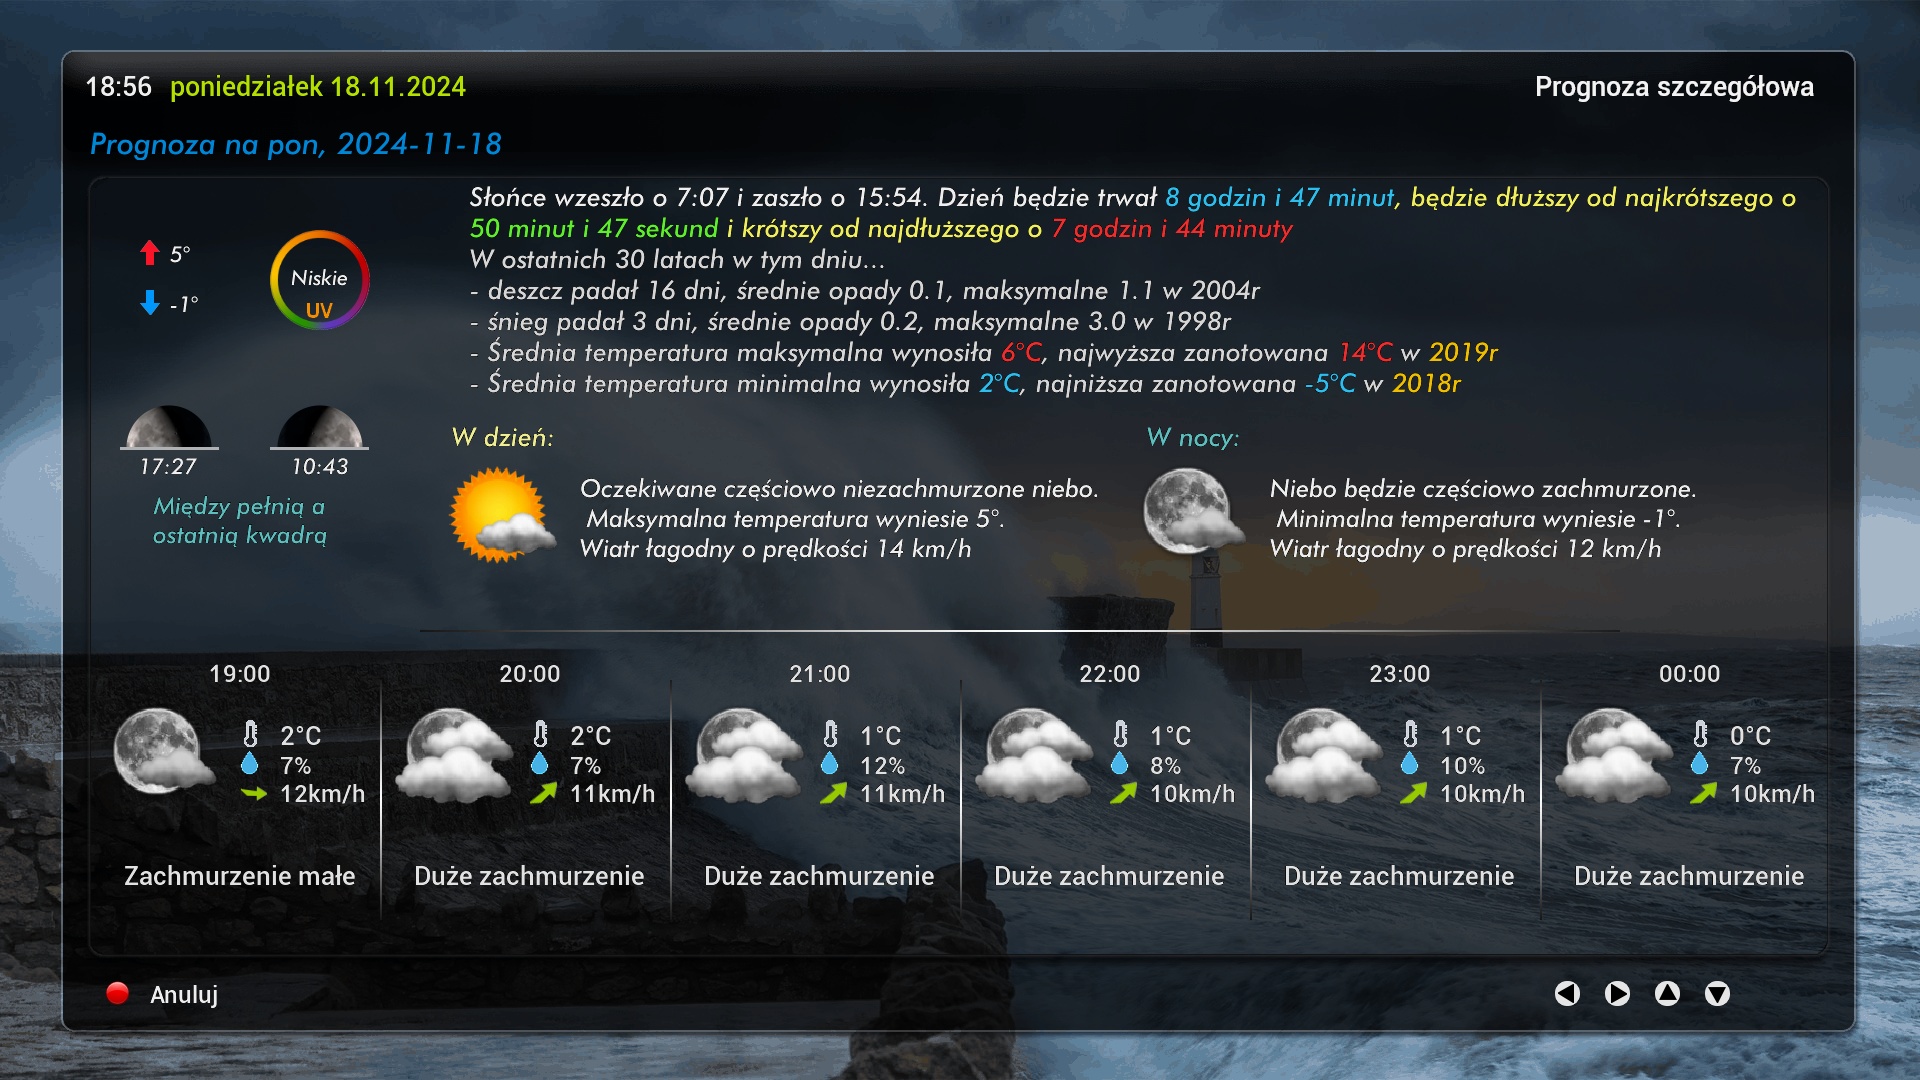 18:56 poniedziałek 18.11.2024
Prognoza szczegółowa
Prognoza na pon, 2024-11-18
5°
-1°
Niskie
UV
Słońce wzeszło o 7:07 i zaszło o 15:54. Dzień będzie trwał 8 godzin i 47 minut, będzie dłuższy od najkrótszego o
50 minut i 47 sekund i krótszy od najdłuższego o 7 godzin i 44 minuty
W ostatnich 30 latach w tym dniu...
- deszcz padał 16 dni, średnie opady 0.1, maksymalne 1.1 w 2004r
- śnieg padał 3 dni, średnie opady 0.2, maksymalne 3.0 w 1998r
- Średnia temperatura maksymalna wynosiła 6°C, najwyższa zanotowana 14°C w 2019r
- Średnia temperatura minimalna wynosiła 2°C, najniższa zanotowana -5°C w 2018r
17:27
10:43
Między pełnią a
ostatnią kwadrą
W dzień:
Oczekiwane częściowo niezachmurzone niebo.
Maksymalna temperatura wyniesie 5°.
Wiatr łagodny o prędkości 14 km/h
W nocy:
Niebo będzie częściowo zachmurzone.
Minimalna temperatura wyniesie -1°.
Wiatr łagodny o prędkości 12 km/h
19:00
2°C
7%
12km/h
Zachmurzenie małe
20:00
2°C
7%
11km/h
Duże zachmurzenie
21:00
1°C
12%
11km/h
Duże zachmurzenie
22:00
1°C
8%
10km/h
Duże zachmurzenie
23:00
1°C
10%
10km/h
Duże zachmurzenie
00:00
0°C
7%
10km/h
Duże zachmurzenie
Anuluj